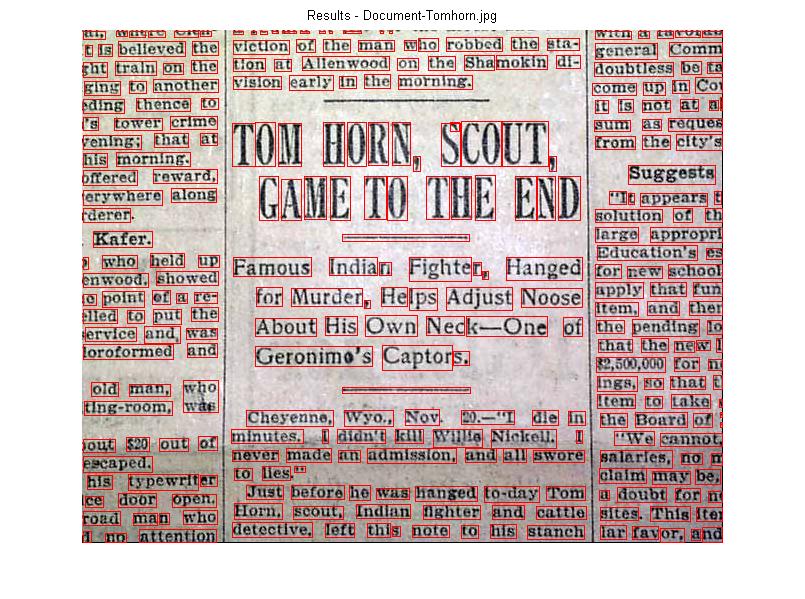 Results - Document-Tomhorn.jpg
t is believed the
ght train on the
ging to another
eding thence to
's tower crime
vening; that at
his morning.
offered reward,
erywhere along
rderer.
Kafer.
who held up
enwood, showed
point of a re-
elled to put the
ervice and, was
loroformed and
old man, who
ting-room, was
out $20 out of
escaped.
his typewriter
ce door open.
road man who
d no attention
viction of the man who robbed the sta-
tion at Allenwood on the Shamokin di-
vision early in the morning.
TOM HORN, SCOUT,
GAME TO THE END
Famous Indian Fighter, Hanged
for Murder, Helps Adjust Noose
About His Own Neck—One of
Geronimo's Captors.
Cheyenne, Wyo., Nov. 20.—"I die in
minutes. I didn't kill Willie Nickell. I
never made an admission, and all swore
to lies."
Just before he was hanged to-day Tom
Horn, scout, Indian fighter and cattle
detective, left this note to his stanch
with a
general Comm
doubtless be ta
come up in Cou
it is not at al
sum as reques
from the city's
Suggests
"It appears t
solution of th
large appropri
Education's es
for new school
apply that fun
item, and ther
the pending lo
that the new l
$2,500,000 for n
ings, so that t
item to take
the Board of
"We cannot,
salaries, no m
claim may be,
a doubt for ne
sites. This iten
lar favor, and